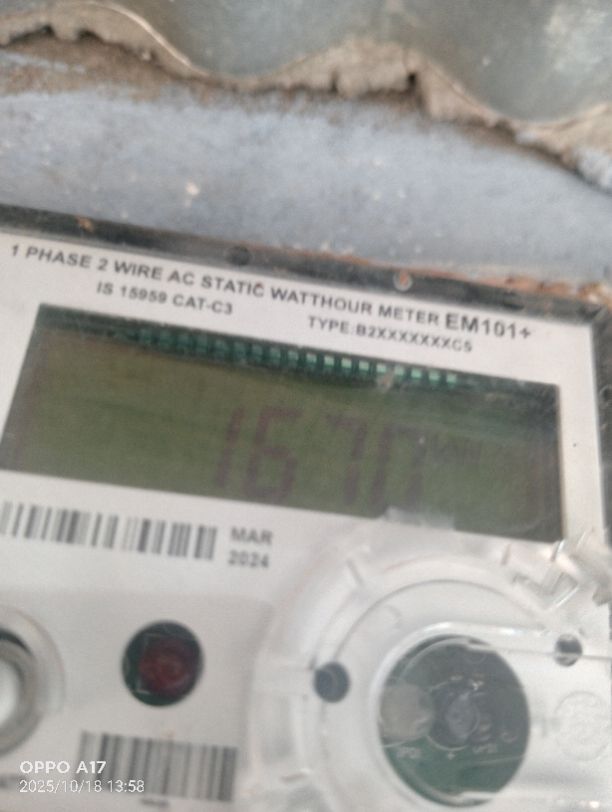 1 PHASE 2 WIRE AC STATIC WATTHOUR METER EM101+
IS 15959 CAT-C3
TYPE:B2XXXXXXXC5
1670
MAR
2024
OPPO A17
2025/10/18 13:58